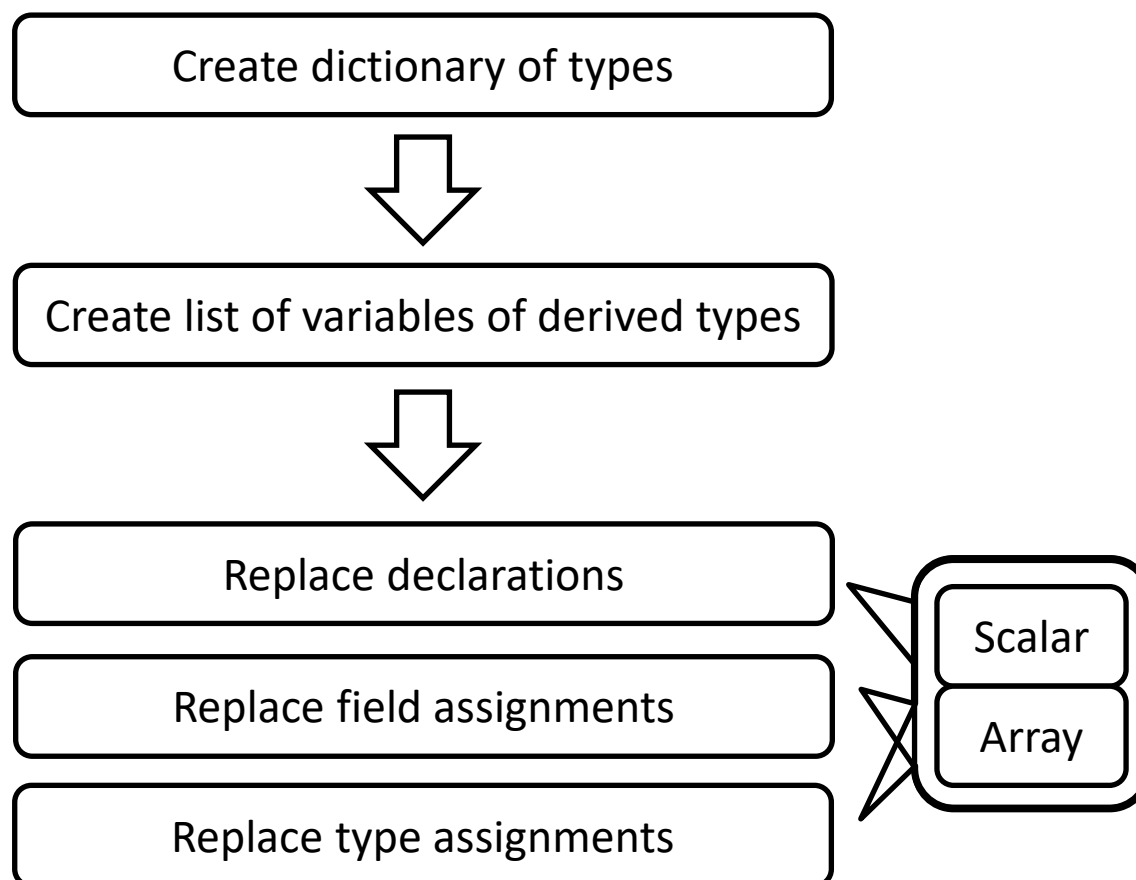 Create dictionary of types
Create list of variables of derived types
Replace declarations
Replace field assignments
Replace type assignments
Scalar
Array